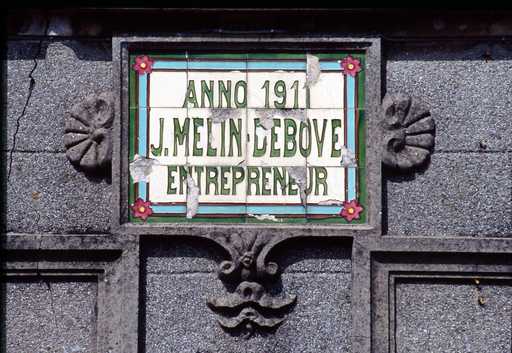 ANNO 1911
J. MELIN-DEBOVE
ENTREPRENEUR